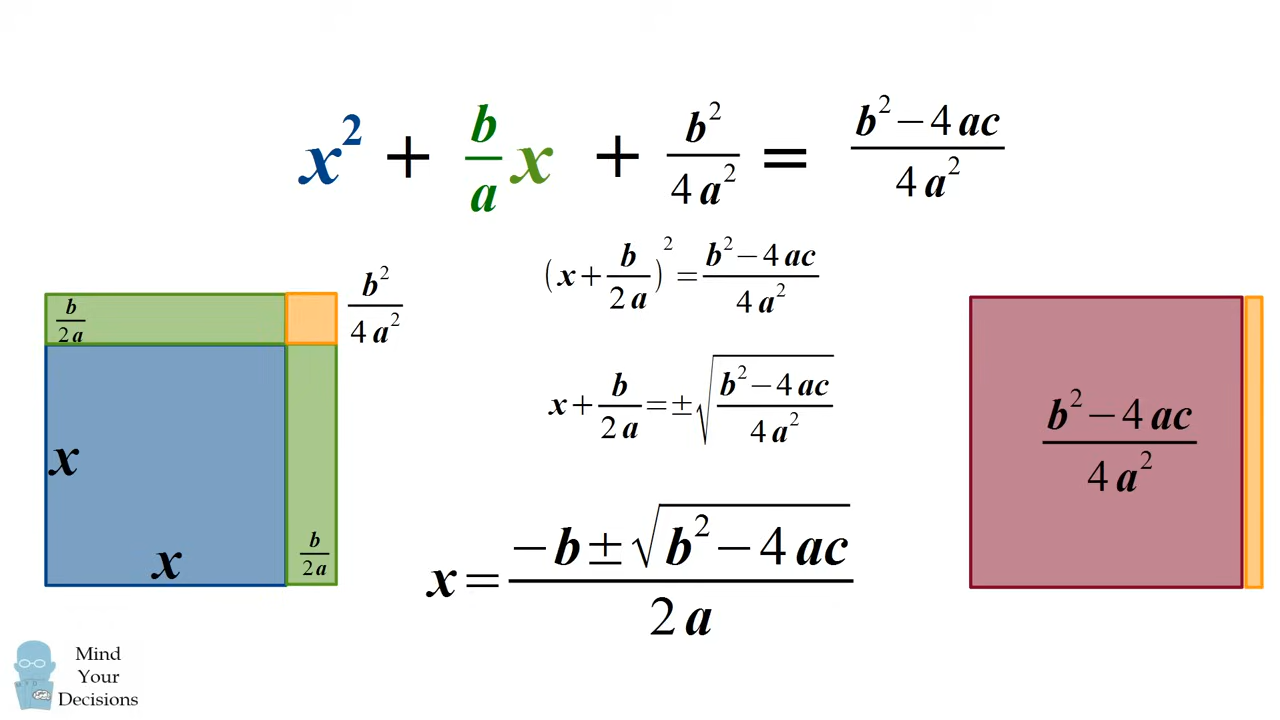 x² + b/a x + b²/4a² = b²−4ac/4a²
(x + b/2a)² = b²−4ac/4a²
b/2a
b²/4a²
x + b/2a = ±√(b²−4ac/4a²)
b²−4ac/4a²
x
x
b/2a
x = −b±√(b²−4ac)/2a
Mind
Your
Decisions